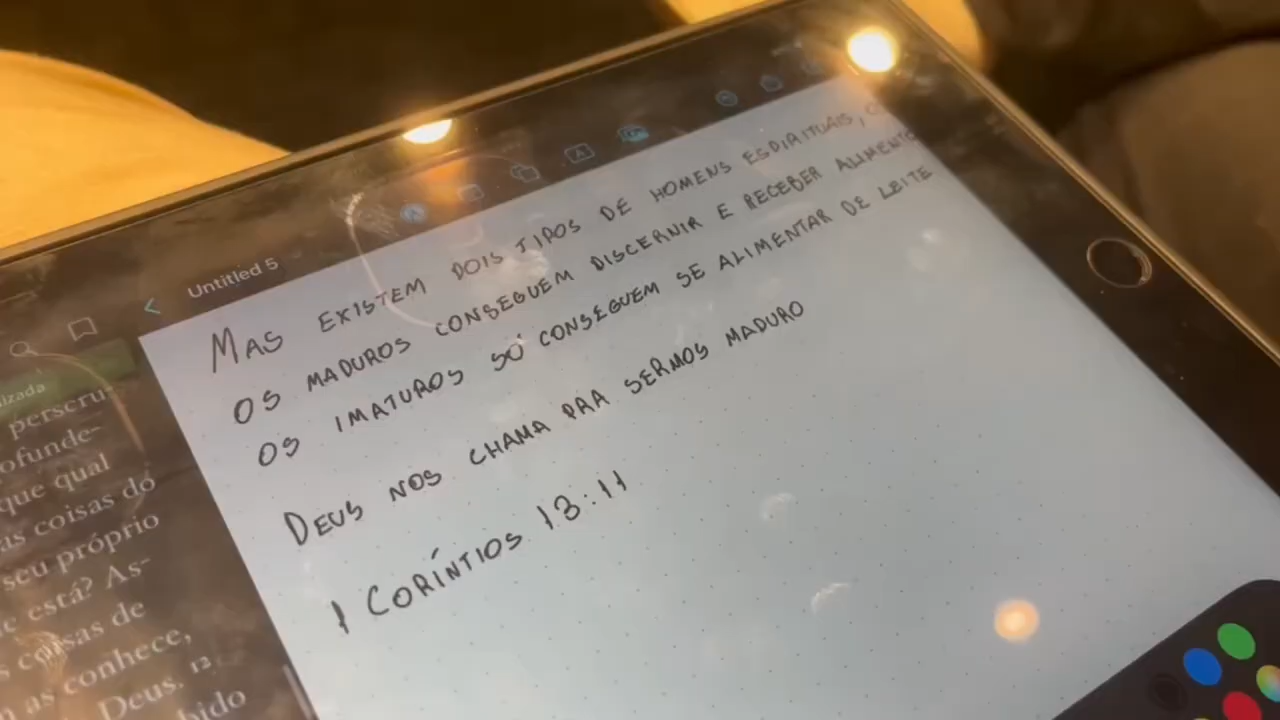 Untitled 5
MAS EXISTEM DOIS TIPOS DE HOMENS ESPIRITUAIS,
OS MADUROS CONSEGUEM DISCERNIR E RECEBER ALIMENTO
OS IMATUROS SÓ CONSEGUEM SE ALIMENTAR DE LEITE
DEUS NOS CHAMA PRA SERMOS MADURO
1 CORÍNTIOS 13:11
perscru-
ofunde-
que qual
as coisas do
seu próprio
está? As-
coisas de
as conhece,
Deus. 12